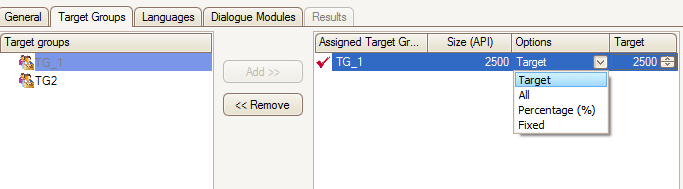 General Target Groups Languages Dialogue Modules Results
Target groups
TG_1
TG2
Add >>
<< Remove
Assigned Target Gr... Size (API) Options Target
TG_1 2500 Target 2500
Target
All
Percentage (%)
Fixed